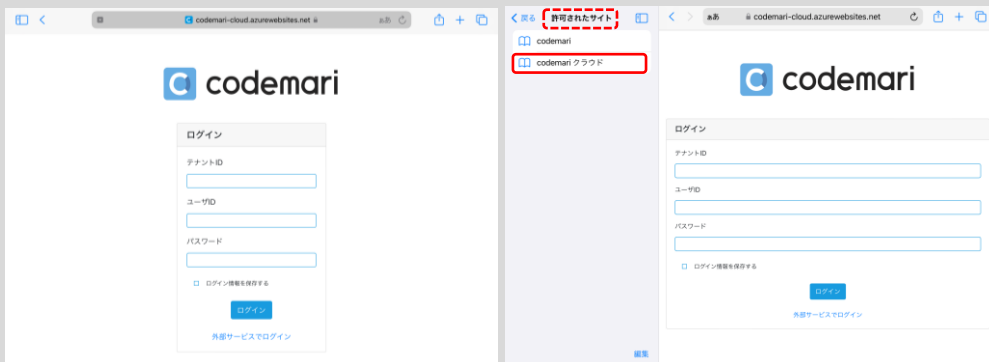 codemari-cloud.azurewebsites.net
ぁあ
codemari
ログイン
テナントID
ユーザID
パスワード
ログイン情報を保存する
ログイン
外部サービスでログイン
戻る
許可されたサイト
codemari
codemari クラウド
編集
ぁあ
codemari-cloud.azurewebsites.net
codemari
ログイン
テナントID
ユーザID
パスワード
ログイン情報を保存する
ログイン
外部サービスでログイン